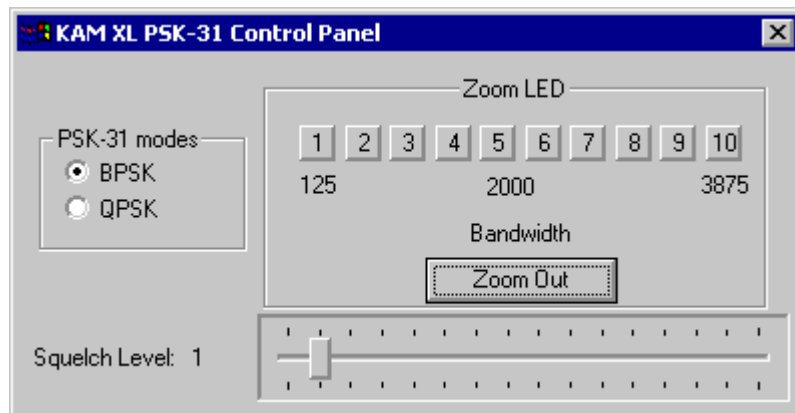 KAM XL PSK-31 Control Panel
Zoom LED
PSK-31 modes
BPSK
QPSK
1 2 3 4 5 6 7 8 9 10
125 2000 3875
Bandwidth
Zoom Out
Squelch Level: 1